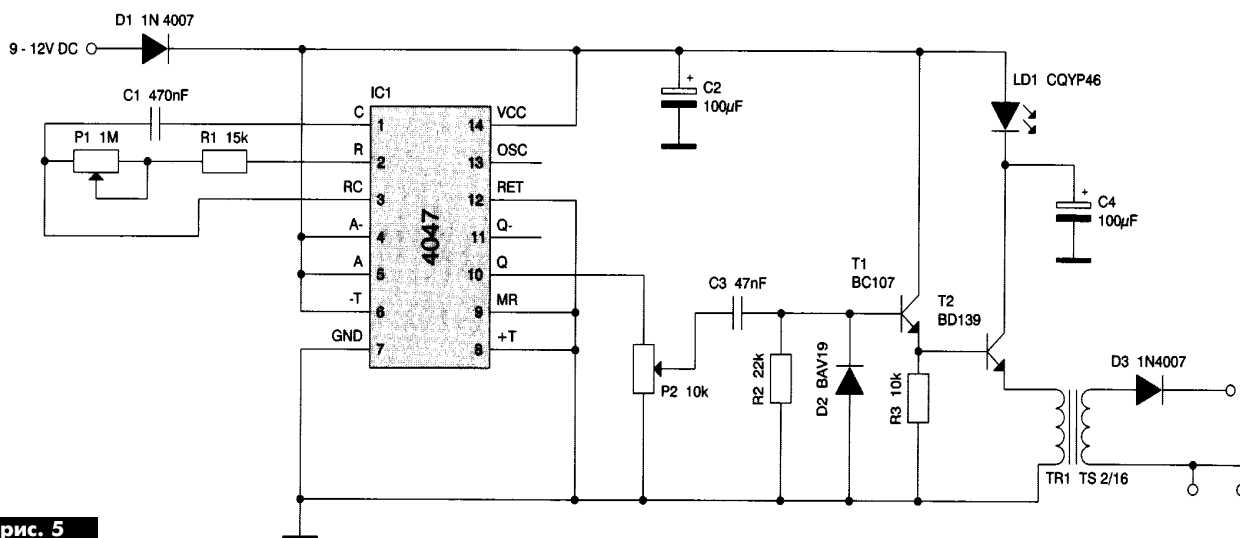 D1 1N 4007
9 - 12V DC
C1 470nF
P1 1M
R1 15k
IC1
C
1
R
2
RC
3
A-
4
A
5
-T
6
GND
7
4047
VCC
14
OSC
13
RET
12
Q-
11
Q
10
MR
9
+T
8
+
C2
100µF
LD1 CQYP46
+
C4
100µF
P2 10k
C3 47nF
R2 22k
D2 BAV19
T1
BC107
R3 10k
T2
BD139
D3 1N4007
TR1 TS 2/16
рис. 5